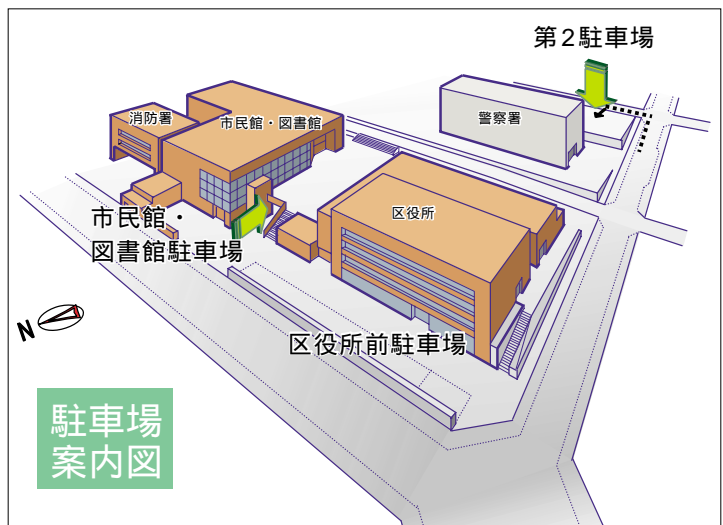 第2駐車場
消防署
市民館・図書館
警察署
区役所
市民館・
図書館駐車場
区役所前駐車場
N
駐車場
案内図